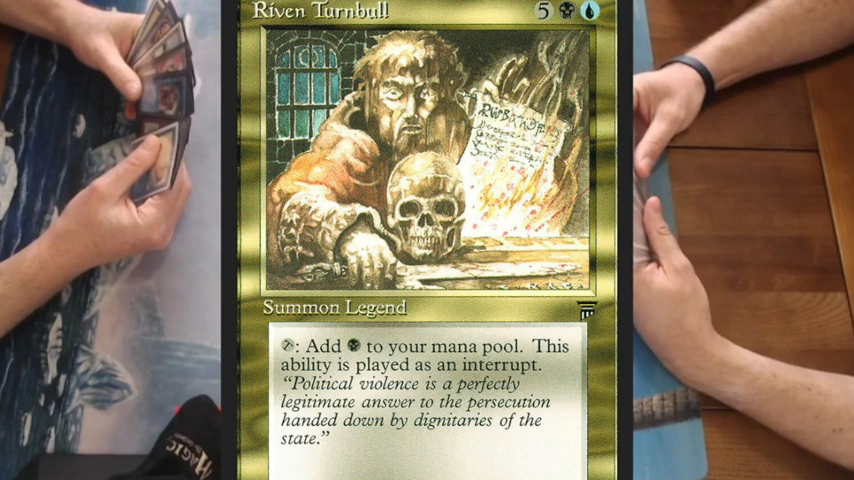 Riven Turnbull
5
Summon Legend
: Add to your mana pool. This
ability is played as an interrupt.
"Political violence is a perfectly
legitimate answer to the persecution
handed down by dignitaries of the
state."
MAGIC